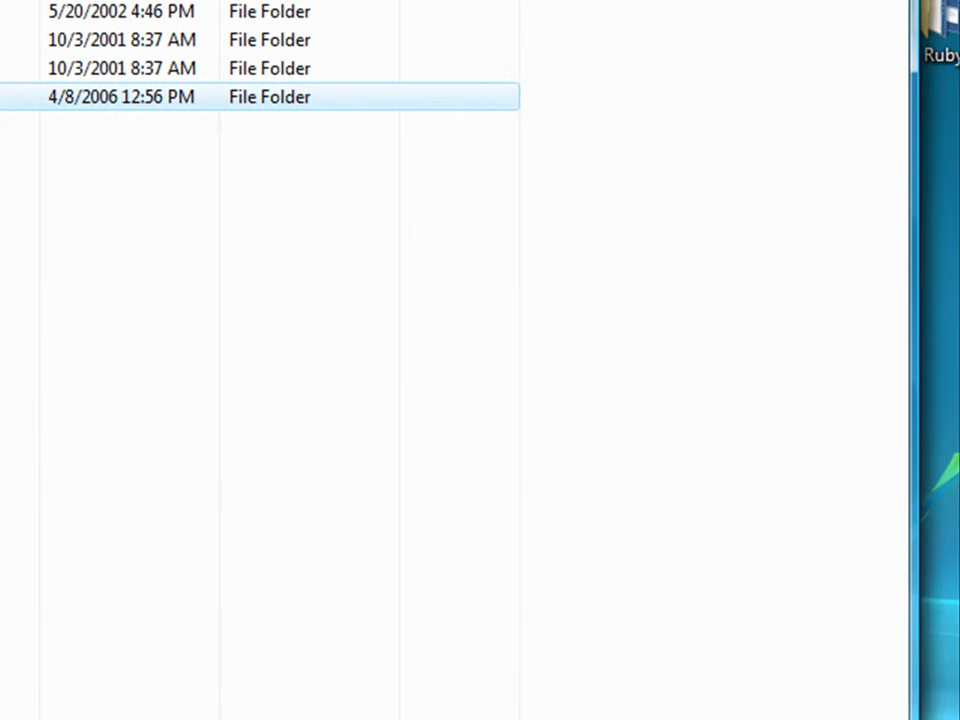 5/20/2002 4:46 PM File Folder
10/3/2001 8:37 AM File Folder
10/3/2001 8:37 AM File Folder
4/8/2006 12:56 PM File Folder
Ruby